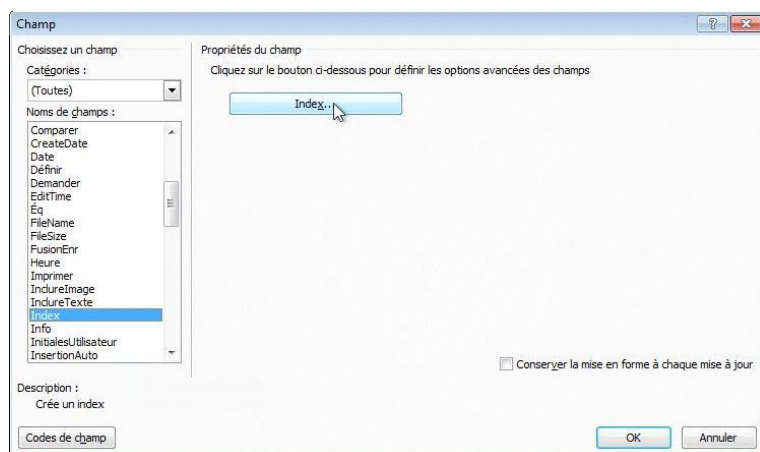 Champ
Choisissez un champ
Catégories :
(Toutes)
Noms de champs :
Comparer
CreateDate
Date
Définir
Demander
EditTime
Éq
FileName
FileSize
FusionEnr
Heure
Imprimer
InclureImage
InclureTexte
Index
Info
InitialesUtilisateur
InsertionAuto
Propriétés du champ
Cliquez sur le bouton ci-dessous pour définir les options avancées des champs
Index...
Conserver la mise en forme à chaque mise à jour
Description :
Crée un index
Codes de champ
OK
Annuler